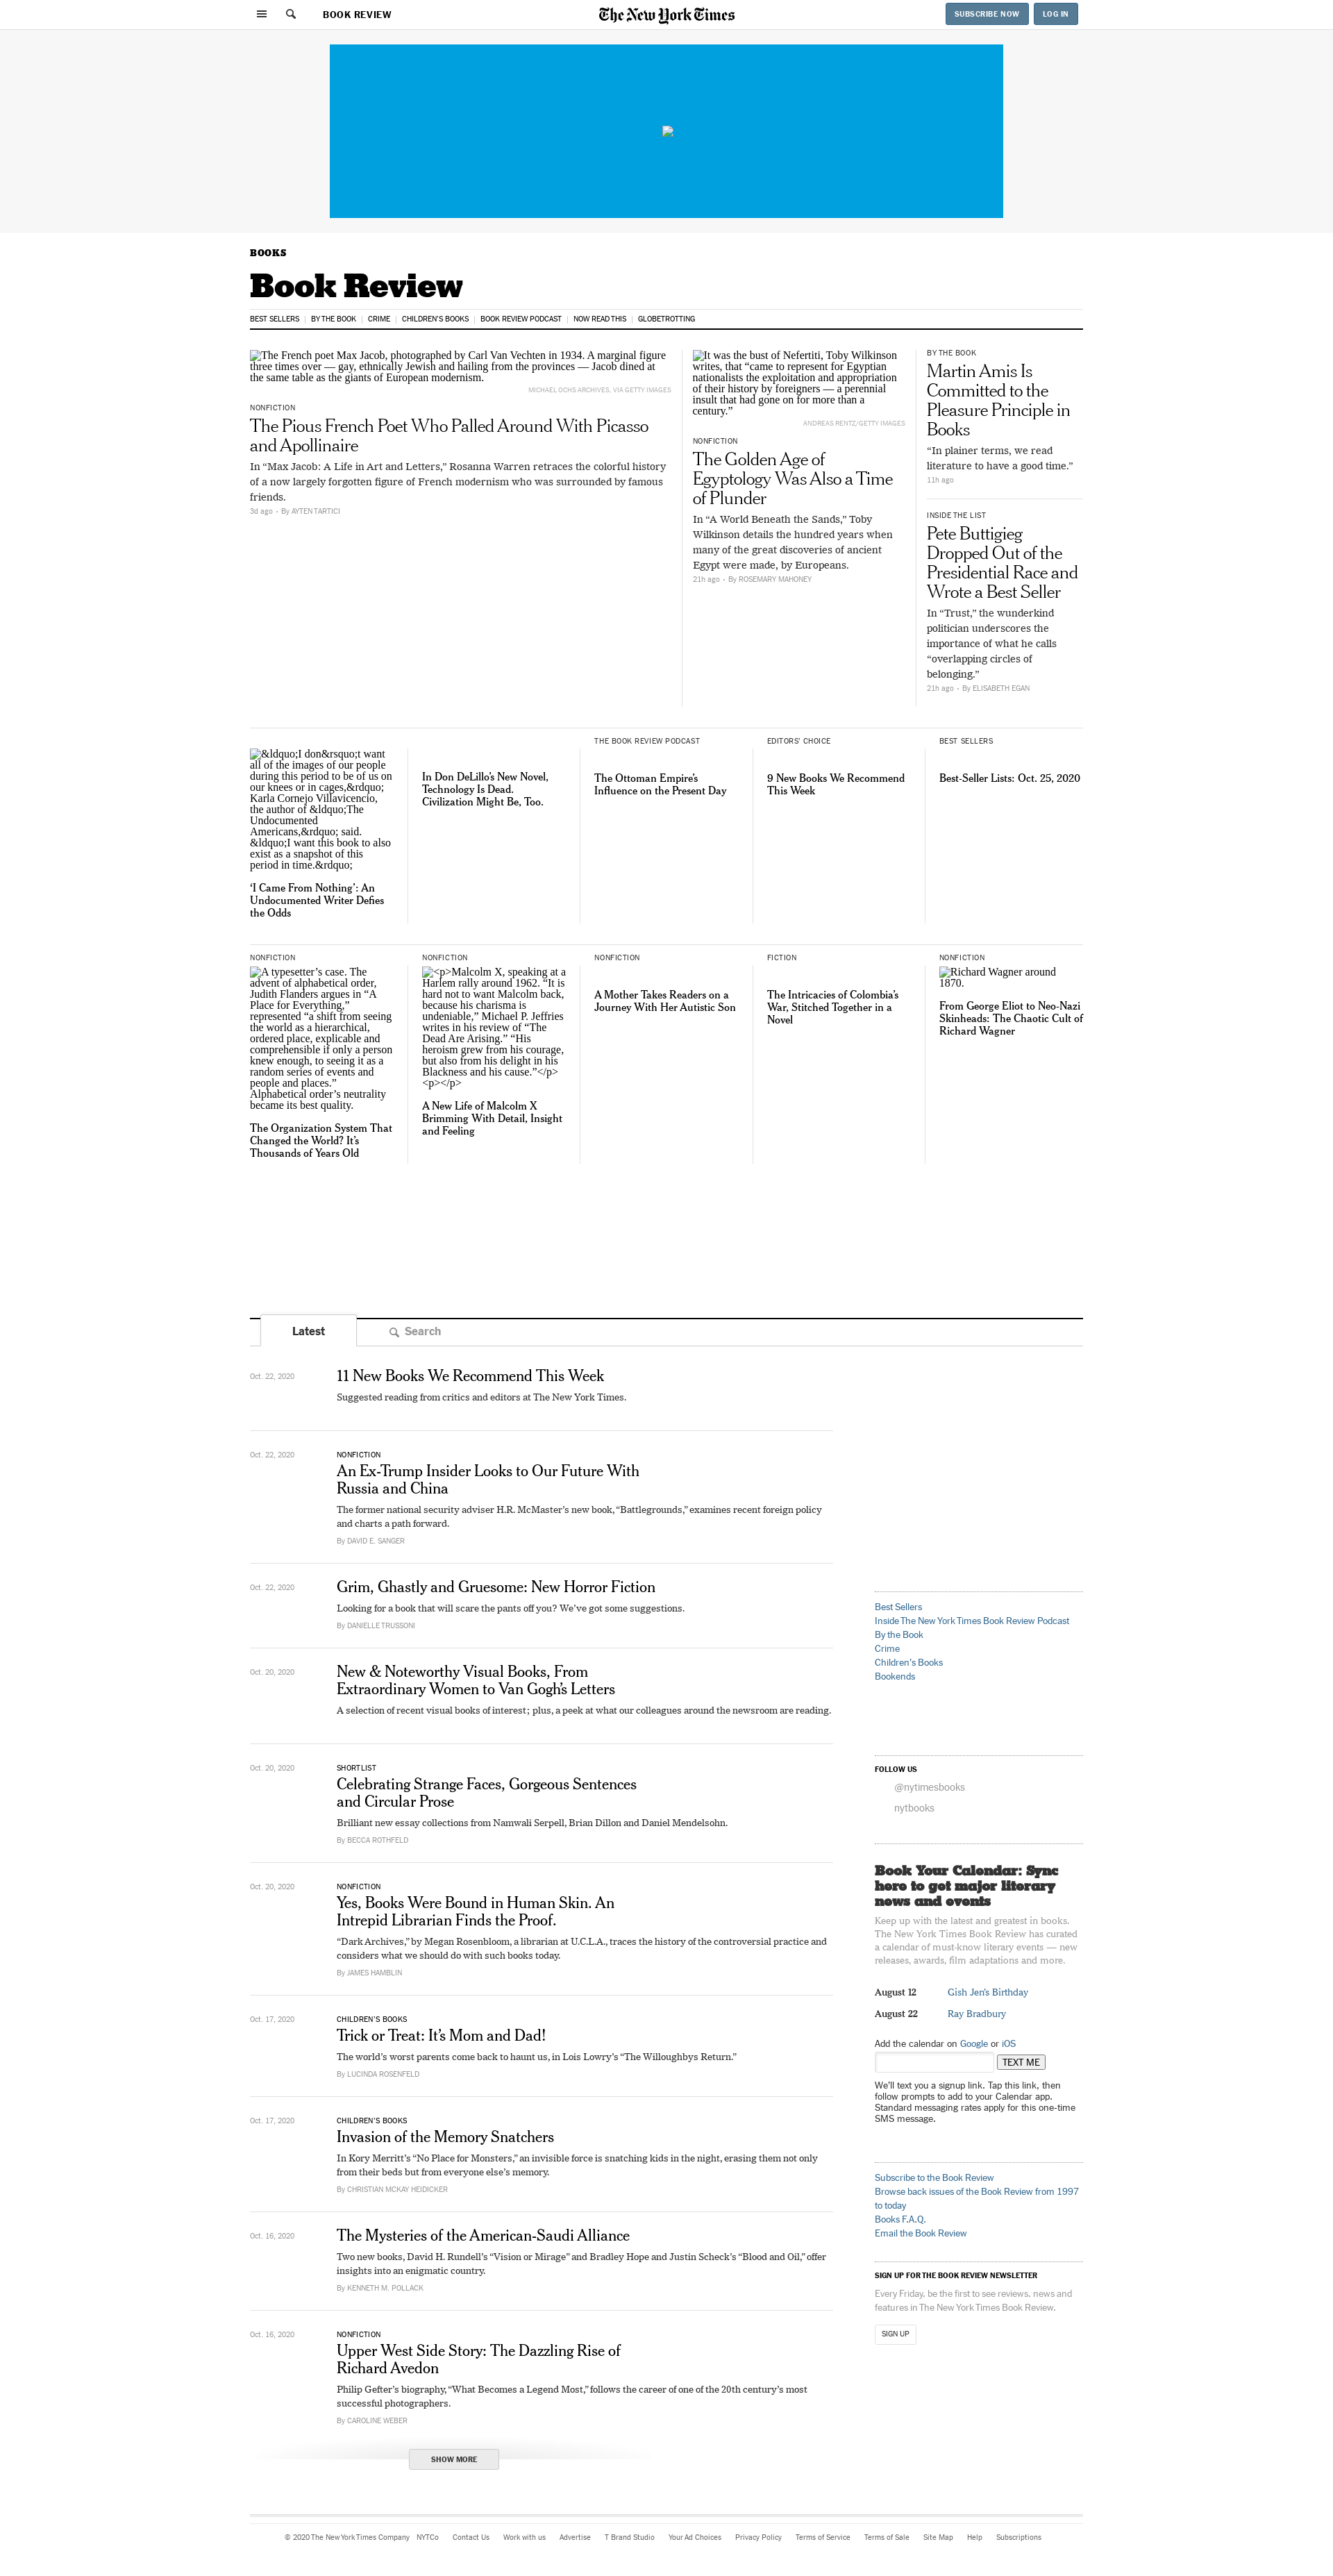 BOOK REVIEW
The New York Times
SUBSCRIBE NOW
LOG IN
BOOKS
Book Review
BEST SELLERS | BY THE BOOK | CRIME | CHILDREN'S BOOKS | BOOK REVIEW PODCAST | NOW READ THIS | GLOBETROTTING
The French poet Max Jacob, photographed by Carl Van Vechten in 1934. A marginal figure
three times over — gay, ethnically Jewish and hailing from the provinces — Jacob dined at
the same table as the giants of European modernism.
MICHAEL OCHS ARCHIVES, VIA GETTY IMAGES
NONFICTION
The Pious French Poet Who Palled Around With Picasso
and Apollinaire
In “Max Jacob: A Life in Art and Letters,” Rosanna Warren retraces the colorful history
of a now largely forgotten figure of French modernism who was surrounded by famous
friends.
3d ago - By AYTEN TARTICI
It was the bust of Nefertiti, Toby Wilkinson
writes, that “came to represent for Egyptian
nationalists the exploitation and appropriation
of their history by foreigners — a perennial
insult that had gone on for more than a
century.”
ANDREAS RENTZ/GETTY IMAGES
NONFICTION
The Golden Age of
Egyptology Was Also a Time
of Plunder
In “A World Beneath the Sands,” Toby
Wilkinson details the hundred years when
many of the great discoveries of ancient
Egypt were made, by Europeans.
21h ago - By ROSEMARY MAHONEY
BY THE BOOK
Martin Amis Is
Committed to the
Pleasure Principle in
Books
“In plainer terms, we read
literature to have a good time.”
11h ago
INSIDE THE LIST
Pete Buttigieg
Dropped Out of the
Presidential Race and
Wrote a Best Seller
In “Trust,” the wunderkind
politician underscores the
importance of what he calls
“overlapping circles of
belonging.”
21h ago - By ELISABETH EGAN
&ldquo;I don&rsquo;t want
all of the images of our people
during this period to be of us on
our knees or in cages,&rdquo;
Karla Cornejo Villavicencio,
the author of &ldquo;The
Undocumented
Americans,&rdquo; said.
&ldquo;I want this book to also
exist as a snapshot of this
period in time.&rdquo;
‘I Came From Nothing’: An
Undocumented Writer Defies
the Odds
In Don DeLillo’s New Novel,
Technology Is Dead.
Civilization Might Be, Too.
THE BOOK REVIEW PODCAST
The Ottoman Empire’s
Influence on the Present Day
EDITORS’ CHOICE
9 New Books We Recommend
This Week
BEST SELLERS
Best-Seller Lists: Oct. 25, 2020
NONFICTION
A typesetter’s case. The
advent of alphabetical order,
Judith Flanders argues in “A
Place for Everything,”
represented “a shift from seeing
the world as a hierarchical,
ordered place, explicable and
comprehensible if only a person
knew enough, to seeing it as a
random series of events and
people and places.”
Alphabetical order’s neutrality
became its best quality.
The Organization System That
Changed the World? It’s
Thousands of Years Old
NONFICTION
<p>Malcolm X, speaking at a
Harlem rally around 1962. “It is
hard not to want Malcolm back,
because his charisma is
undeniable,” Michael P. Jeffries
writes in his review of “The
Dead Are Arising.” “His
heroism grew from his courage,
but also from his delight in his
Blackness and his cause.”</p>
<p></p>
A New Life of Malcolm X
Brimming With Detail, Insight
and Feeling
NONFICTION
A Mother Takes Readers on a
Journey With Her Autistic Son
FICTION
The Intricacies of Colombia’s
War, Stitched Together in a
Novel
NONFICTION
Richard Wagner around
1870.
From George Eliot to Neo-Nazi
Skinheads: The Chaotic Cult of
Richard Wagner
Latest
Search
Oct. 22, 2020
11 New Books We Recommend This Week
Suggested reading from critics and editors at The New York Times.
Oct. 22, 2020
NONFICTION
An Ex-Trump Insider Looks to Our Future With
Russia and China
The former national security adviser H.R. McMaster’s new book, “Battlegrounds,” examines recent foreign policy
and charts a path forward.
By DAVID E. SANGER
Oct. 22, 2020
Grim, Ghastly and Gruesome: New Horror Fiction
Looking for a book that will scare the pants off you? We’ve got some suggestions.
By DANIELLE TRUSSONI
Oct. 20, 2020
New & Noteworthy Visual Books, From
Extraordinary Women to Van Gogh’s Letters
A selection of recent visual books of interest; plus, a peek at what our colleagues around the newsroom are reading.
Oct. 20, 2020
SHORTLIST
Celebrating Strange Faces, Gorgeous Sentences
and Circular Prose
Brilliant new essay collections from Namwali Serpell, Brian Dillon and Daniel Mendelsohn.
By BECCA ROTHFELD
Oct. 20, 2020
NONFICTION
Yes, Books Were Bound in Human Skin. An
Intrepid Librarian Finds the Proof.
“Dark Archives,” by Megan Rosenbloom, a librarian at U.C.L.A., traces the history of the controversial practice and
considers what we should do with such books today.
By JAMES HAMBLIN
Oct. 17, 2020
CHILDREN’S BOOKS
Trick or Treat: It’s Mom and Dad!
The world’s worst parents come back to haunt us, in Lois Lowry’s “The Willoughbys Return.”
By LUCINDA ROSENFELD
Oct. 17, 2020
CHILDREN’S BOOKS
Invasion of the Memory Snatchers
In Kory Merritt’s “No Place for Monsters,” an invisible force is snatching kids in the night, erasing them not only
from their beds but from everyone else’s memory.
By CHRISTIAN MCKAY HEIDICKER
Oct. 16, 2020
The Mysteries of the American-Saudi Alliance
Two new books, David H. Rundell’s “Vision or Mirage” and Bradley Hope and Justin Scheck’s “Blood and Oil,” offer
insights into an enigmatic country.
By KENNETH M. POLLACK
Oct. 16, 2020
NONFICTION
Upper West Side Story: The Dazzling Rise of
Richard Avedon
Philip Gefter’s biography, “What Becomes a Legend Most,” follows the career of one of the 20th century’s most
successful photographers.
By CAROLINE WEBER
SHOW MORE
Best Sellers
Inside The New York Times Book Review Podcast
By the Book
Crime
Children's Books
Bookends
FOLLOW US
@nytimesbooks
nytbooks
Book Your Calendar: Sync
here to get major literary
news and events
Keep up with the latest and greatest in books.
The New York Times Book Review has curated
a calendar of must-know literary events — new
releases, awards, film adaptations and more.
August 12 Gish Jen's Birthday
August 22 Ray Bradbury
Add the calendar on Google or iOS
TEXT ME
We'll text you a signup link. Tap this link, then
follow prompts to add to your Calendar app.
Standard messaging rates apply for this one-time
SMS message.
Subscribe to the Book Review
Browse back issues of the Book Review from 1997
to today
Books F.A.Q.
Email the Book Review
SIGN UP FOR THE BOOK REVIEW NEWSLETTER
Every Friday, be the first to see reviews, news and
features in The New York Times Book Review.
SIGN UP
© 2020 The New York Times Company NYTCo Contact Us Work with us Advertise T Brand Studio Your Ad Choices Privacy Policy Terms of Service Terms of Sale Site Map Help Subscriptions